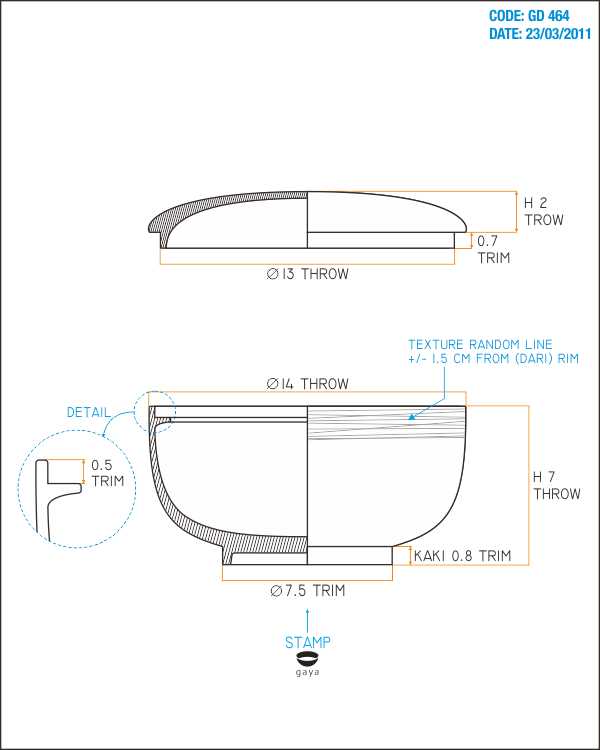 CODE: GD 464
DATE: 23/03/2011
H 2
TROW
0.7
TRIM
∅13 THROW
TEXTURE RANDOM LINE
+/- 1.5 CM FROM (DARI) RIM
∅14 THROW
DETAIL
0.5
TRIM
H 7
THROW
KAKI 0.8 TRIM
∅7.5 TRIM
STAMP
gaya